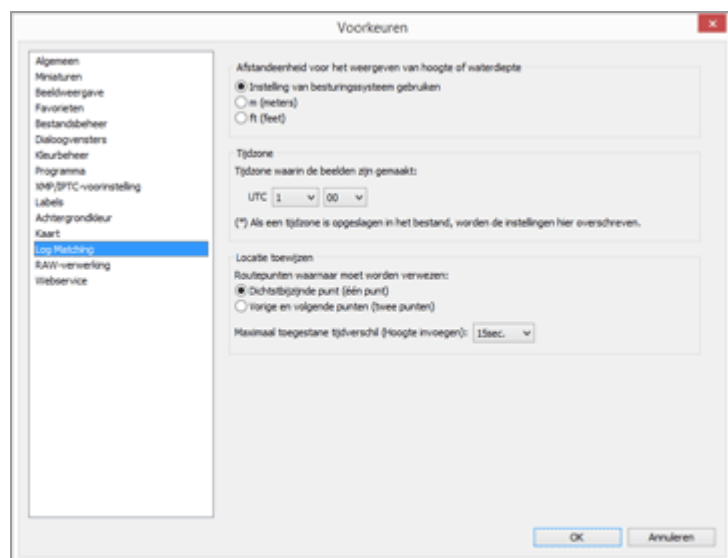 Voorkeuren
Algemeen
Miniaturen
Beeldweergave
Favorieten
Bestandsbeheer
Dialoogvensters
Kleurbeheer
Programma
XMP/IPTC-voorinstelling
Labels
Achtergrondkleur
Kaart
Log Matching
RAW-verwerking
Webservice
Afstandeenheid voor het weergeven van hoogte of waterdiepte
Instelling van besturingssysteem gebruiken
m (meters)
ft (feet)
Tijdzone
Tijdzone waarin de beelden zijn gemaakt:
UTC 1 00
(*) Als een tijdzone is opgeslagen in het bestand, worden de instellingen hier overschreven.
Locatie toewijzen
Routepunten waarnaar moet worden verwezen:
Dichtstbijzijnde punt (één punt)
Vorige en volgende punten (twee punten)
Maximaal toegestane tijdverschil (Hoogte invoegen): 15sec.
OK Annuleren